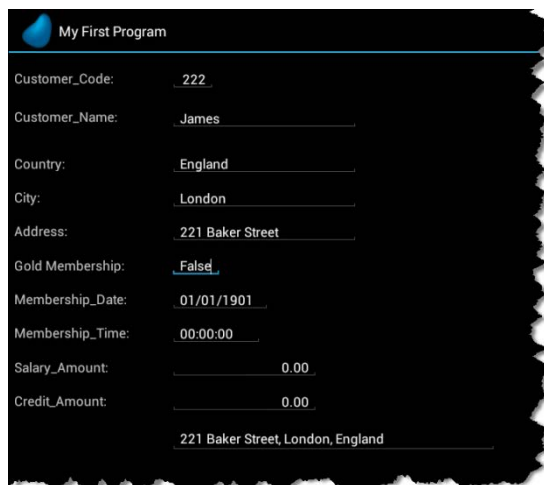 My First Program
Customer_Code: 222
Customer_Name: James
Country: England
City: London
Address: 221 Baker Street
Gold Membership: False
Membership_Date: 01/01/1901
Membership_Time: 00:00:00
Salary_Amount: 0.00
Credit_Amount: 0.00
221 Baker Street, London, England